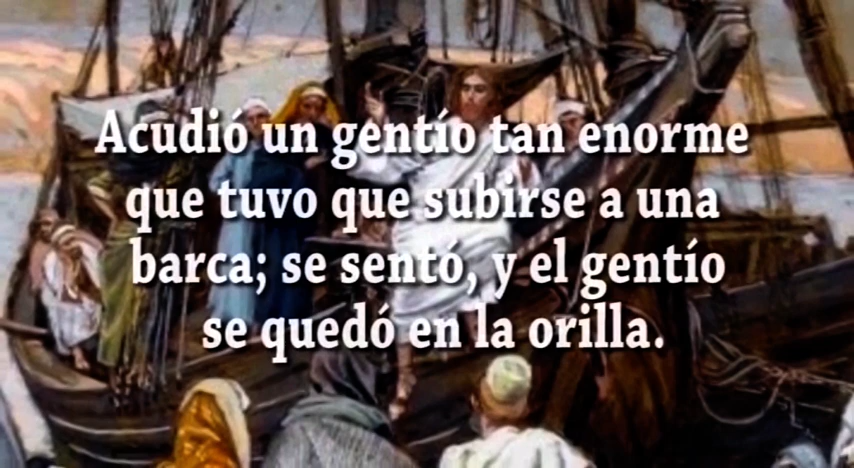 Acudió un gentío tan enorme
que tuvo que subirse a una
barca; se sentó, y el gentío
se quedó en la orilla.